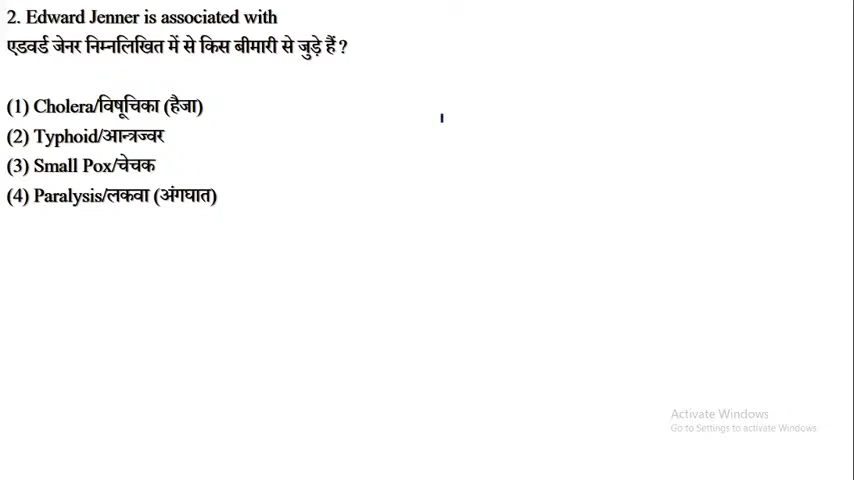 2. Edward Jenner is associated with
एडवर्ड जेनर निम्नलिखित में से किस बीमारी से जुड़े हैं ?
(1) Cholera/विषूचिका (हैजा)
(2) Typhoid/आन्त्रज्वर
(3) Small Pox/चेचक
(4) Paralysis/लकवा (अंगघात)
Activate Windows
Go to Settings to activate Windows.